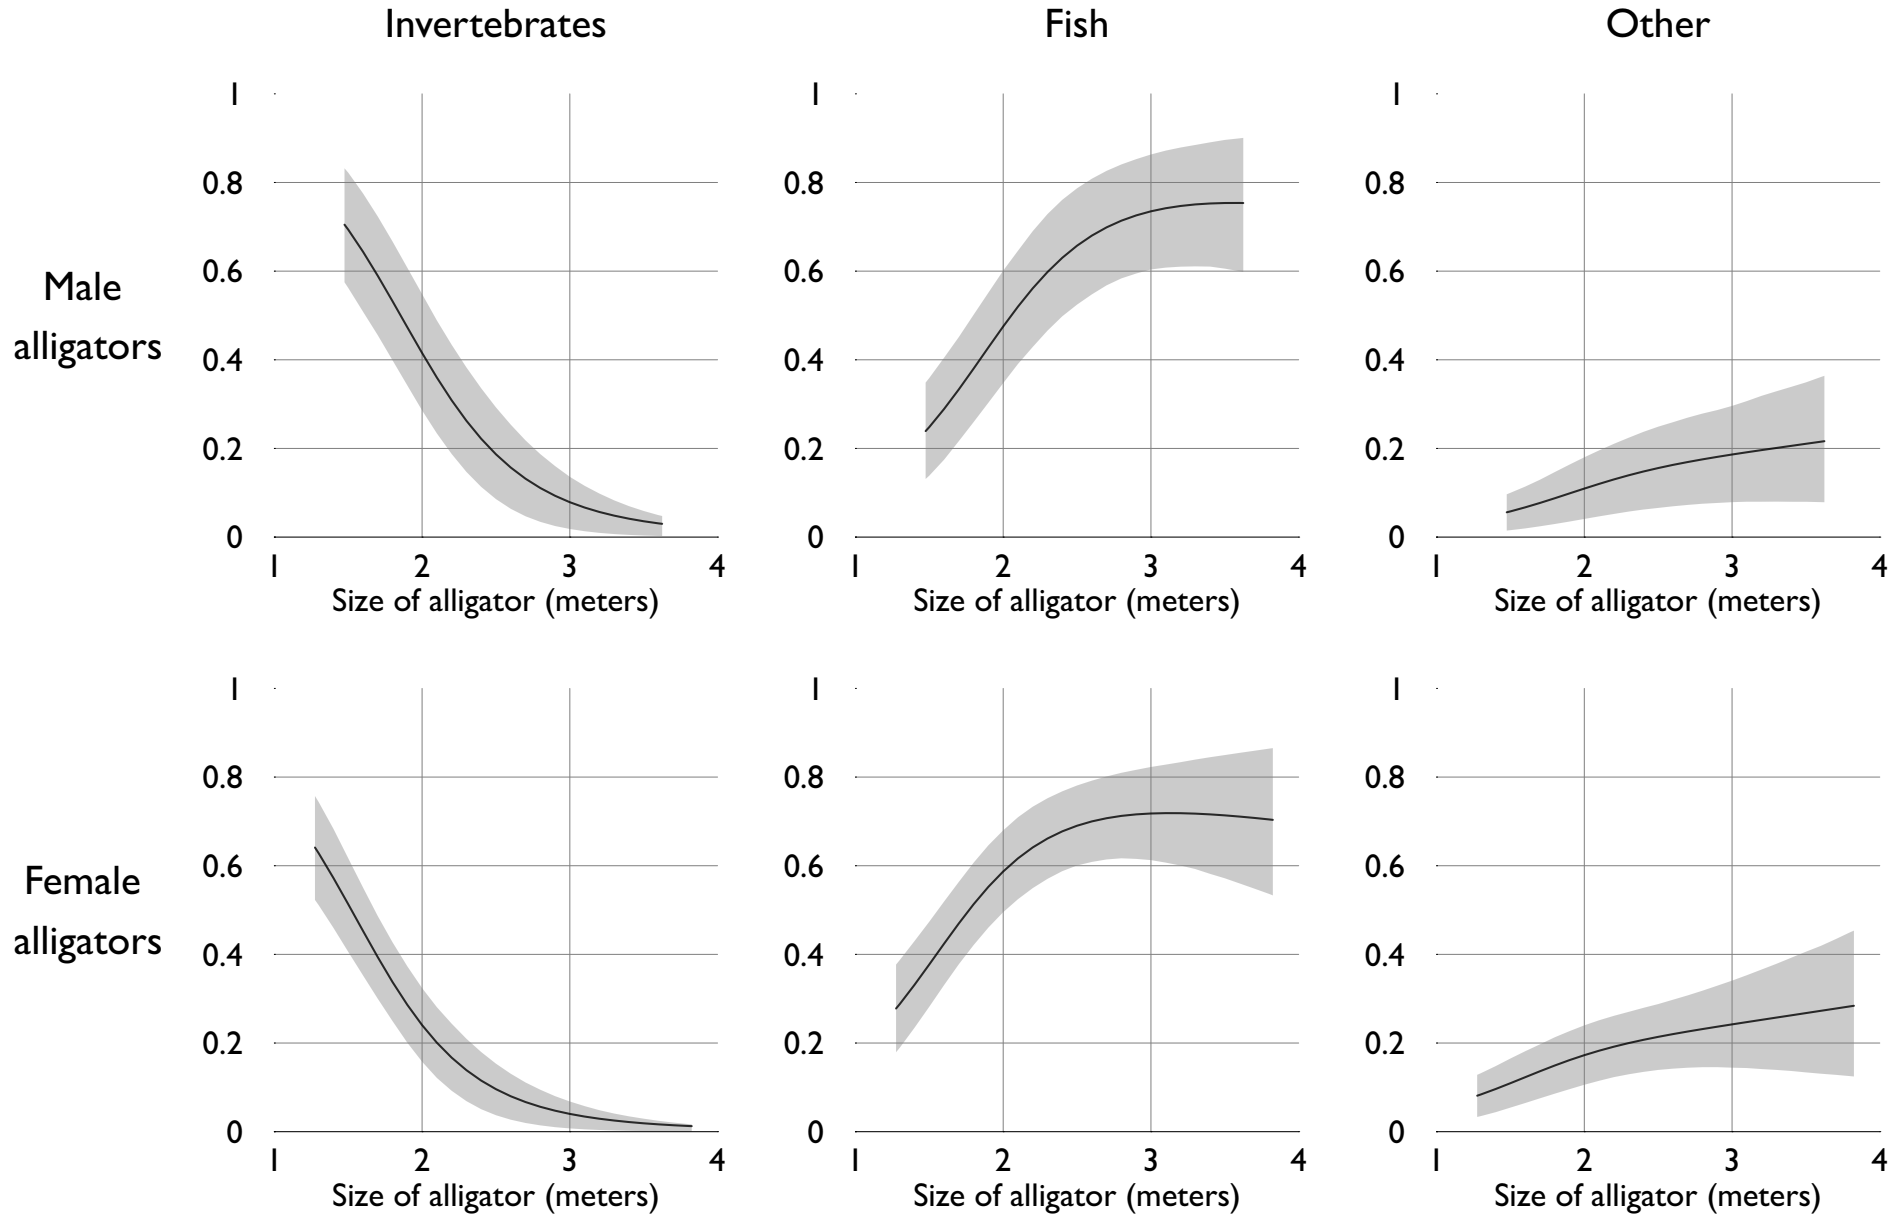 Invertebrates Fish Other
Male
alligators
1 1 1
0.8 0.8 0.8
0.6 0.6 0.6
0.4 0.4 0.4
0.2 0.2 0.2
0 0 0
1 2 3 4 1 2 3 4 1 2 3 4
Size of alligator (meters) Size of alligator (meters) Size of alligator (meters)
Female
alligators
1 1 1
0.8 0.8 0.8
0.6 0.6 0.6
0.4 0.4 0.4
0.2 0.2 0.2
0 0 0
1 2 3 4 1 2 3 4 1 2 3 4
Size of alligator (meters) Size of alligator (meters) Size of alligator (meters)